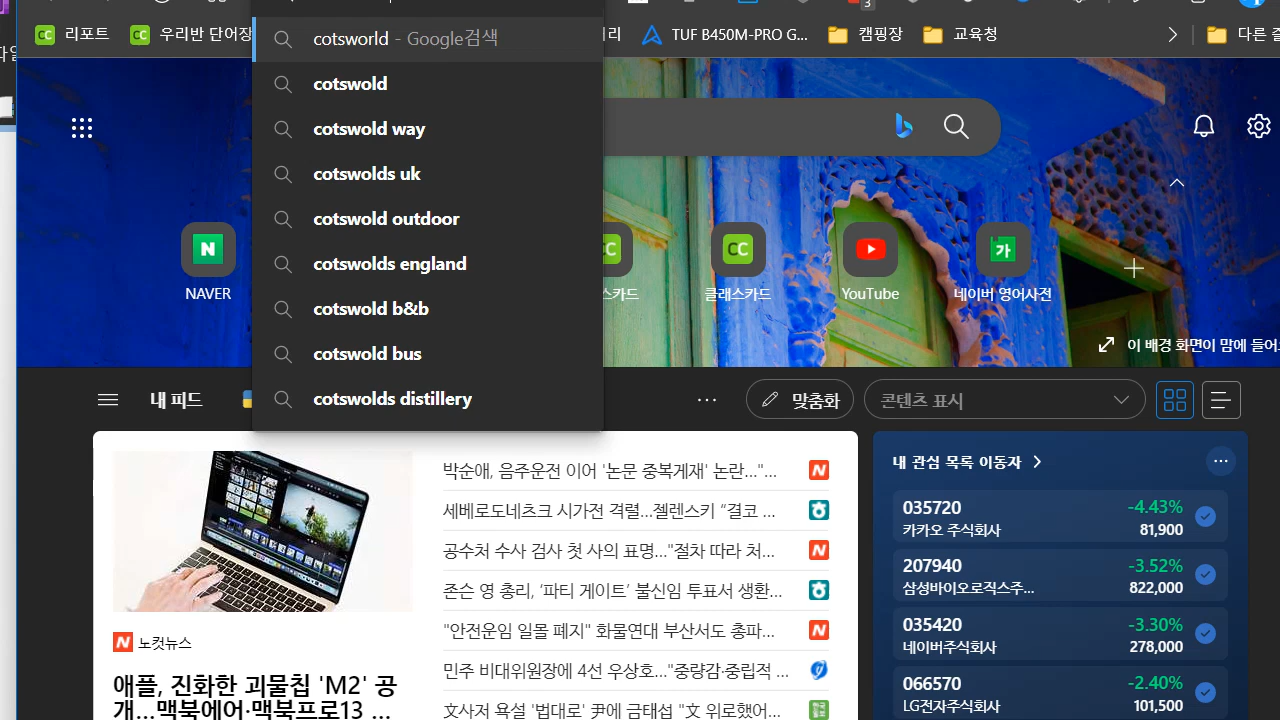 3
리포트
우리반 단어장
리
TUF B450M-PRO G...
캠핑장
교육청
다른 즐
cotsworld - Google검색
cotswold
cotswold way
cotswolds uk
cotswold outdoor
cotswolds england
cotswold b&b
cotswold bus
cotswolds distillery
NAVER
스카드
클래스카드
YouTube
네이버 영어사전
이 배경 화면이 맘에 들어
내 피드
맞춤화
콘텐츠 표시
노컷뉴스
애플, 진화한 괴물칩 'M2' 공
개...맥북에어·맥북프로13 ...
박순애, 음주운전 이어 '논문 중복게재' 논란..."...
세베로도네츠크 시가전 격렬...젤렌스키 “결코 ...
공수처 수사 검사 첫 사의 표명..."절차 따라 처...
존슨 영 총리, ‘파티 게이트’ 불신임 투표서 생환...
"안전운임 일몰 폐지" 화물연대 부산서도 총파...
민주 비대위원장에 4선 우상호..."중량감·중립적 ...
文사저 욕설 '법대로' 尹에 금태섭 "文 위로했어...
내 관심 목록 이동자
035720 -4.43%
카카오 주식회사 81,900
207940 -3.52%
삼성바이오로직스주... 822,000
035420 -3.30%
네이버주식회사 278,000
066570 -2.40%
LG전자주식회사 101,500